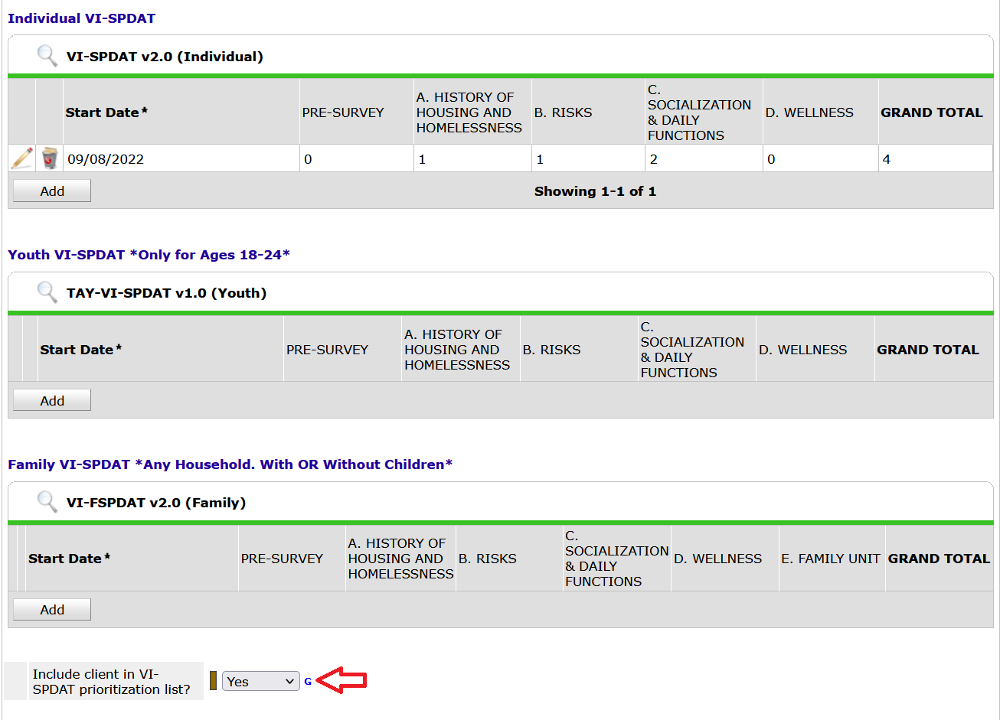 Individual VI-SPDAT
VI-SPDAT v2.0 (Individual)
Start Date*
PRE-SURVEY
A. HISTORY OF
HOUSING AND
HOMELESSNESS
B. RISKS
C.
SOCIALIZATION
& DAILY
FUNCTIONS
D. WELLNESS
GRAND TOTAL
09/08/2022 0 1 1 2 0 4
Add Showing 1-1 of 1
Youth VI-SPDAT *Only for Ages 18-24*
TAY-VI-SPDAT v1.0 (Youth)
Start Date*
PRE-SURVEY
A. HISTORY OF
HOUSING AND
HOMELESSNESS
B. RISKS
C.
SOCIALIZATION
& DAILY
FUNCTIONS
D. WELLNESS
GRAND TOTAL
Add
Family VI-SPDAT *Any Household. With OR Without Children*
VI-FSPDAT v2.0 (Family)
Start Date*
PRE-SURVEY
A. HISTORY OF
HOUSING AND
HOMELESSNESS
B. RISKS
C.
SOCIALIZATION
& DAILY
FUNCTIONS
D. WELLNESS
E. FAMILY UNIT
GRAND TOTAL
Add
Include client in VI-
SPDAT prioritization list?
Yes G